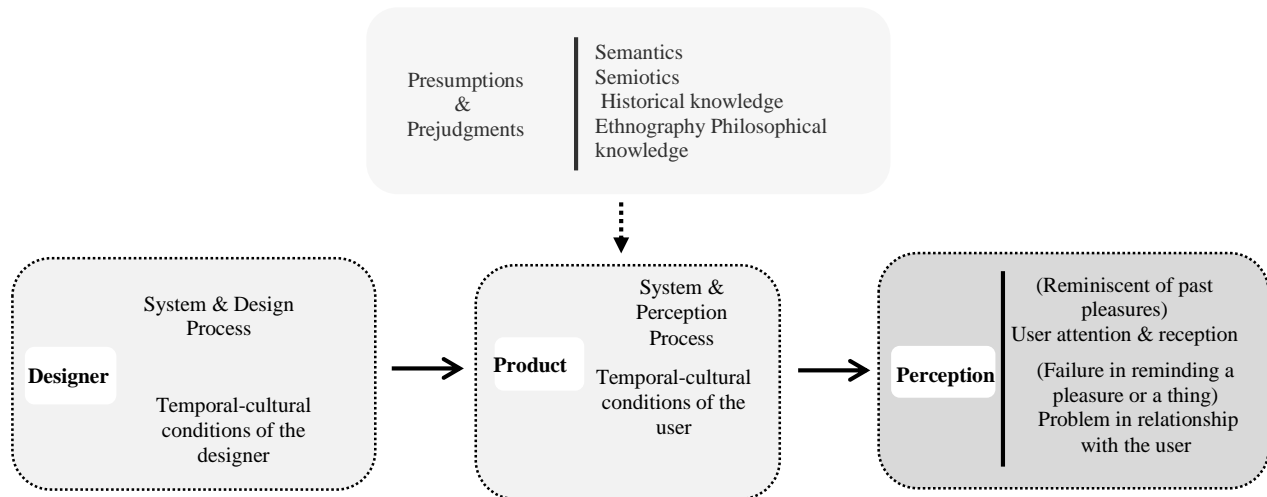 Presumptions
&
Prejudgments
Semantics
Semiotics
Historical knowledge
Ethnography Philosophical
knowledge
Designer
System & Design
Process
Temporal-cultural
conditions of the
designer
Product
System &
Perception
Process
Temporal-cultural
conditions of the
user
Perception
(Reminiscent of past
pleasures)
User attention & reception
(Failure in reminding a
pleasure or a thing)
Problem in relationship
with the user